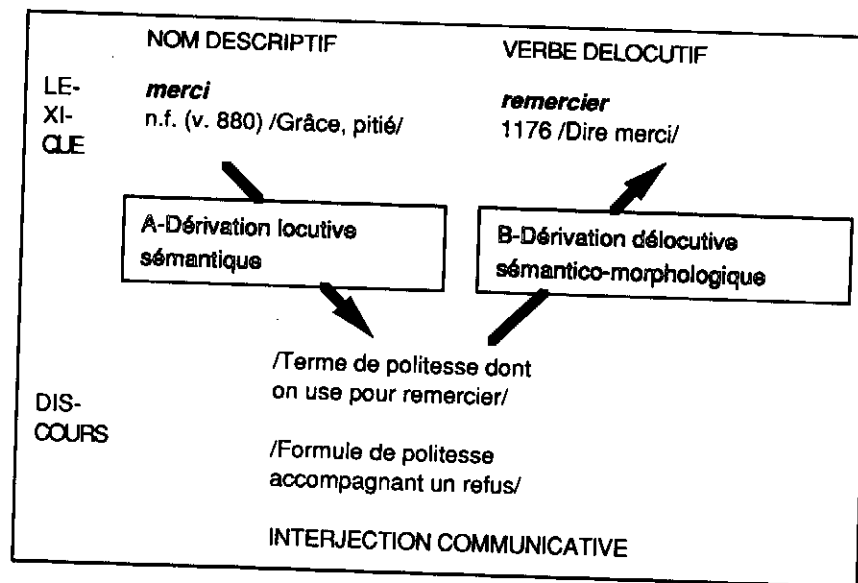 NOM DESCRIPTIF
VERBE DELOCUTIF
LE-
XI-
QUE
merci
n.f. (v. 880) /Grâce, pitié/
remercier
1176 /Dire merci/
A-Dérivation locutive
sémantique
B-Dérivation délocutive
sémantico-morphologique
/Terme de politesse dont
on use pour remercier/
DIS-
COURS
/Formule de politesse
accompagnant un refus/
INTERJECTION COMMUNICATIVE